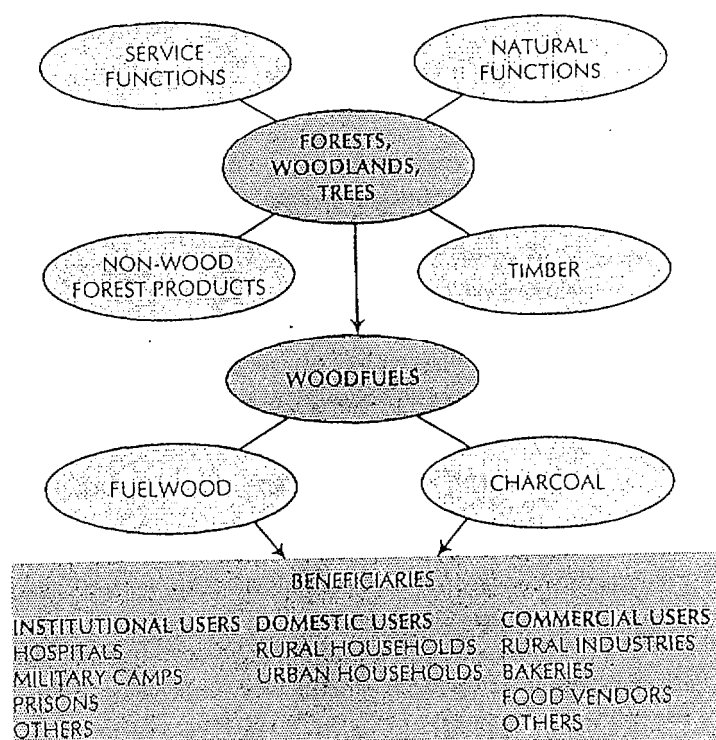 SERVICE
FUNCTIONS
NATURAL
FUNCTIONS
FORESTS,
WOODLANDS,
TREES
NON-WOOD
FOREST PRODUCTS
TIMBER
WOODFUELS
FUELWOOD
CHARCOAL
BENEFICIARIES
INSTITUTIONAL USERS
HOSPITALS
MILITARY CAMPS
PRISONS
OTHERS
DOMESTIC USERS
RURAL HOUSEHOLDS
URBAN HOUSEHOLDS
COMMERCIAL USERS
RURAL INDUSTRIES
BAKERIES
FOOD VENDORS
OTHERS